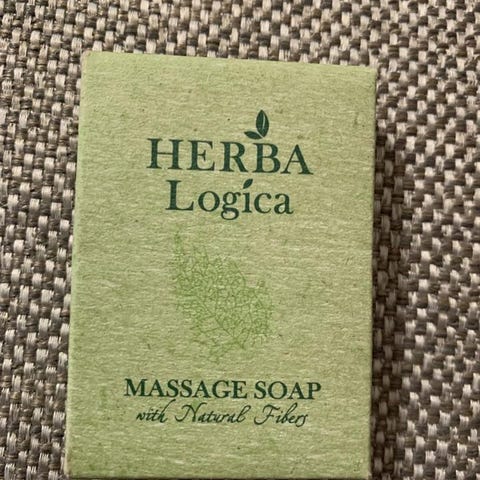 HERBA
Logica
MASSAGE SOAP
with Natural Fibers